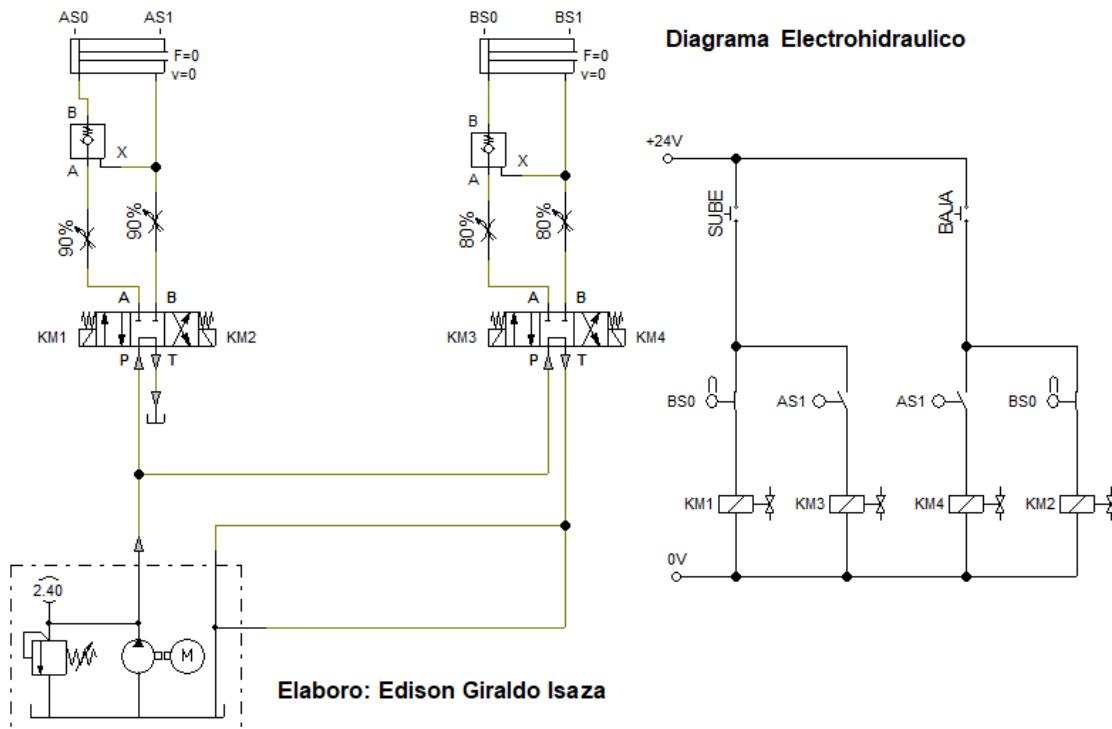 AS0 AS1 BS0 BS1
Diagrama Electrohidraulico
F=0 F=0
v=0 v=0
B B
+24V
X X
A A
SUBE BAJA
90% 90% 80% 80%
A B A B
KM1 KM2 KM3 KM4
P T P T
BS0 AS1 AS1 BS0
KM1 KM3 KM4 KM2
0V
2.40
M
Elaboro: Edison Giraldo Isaza